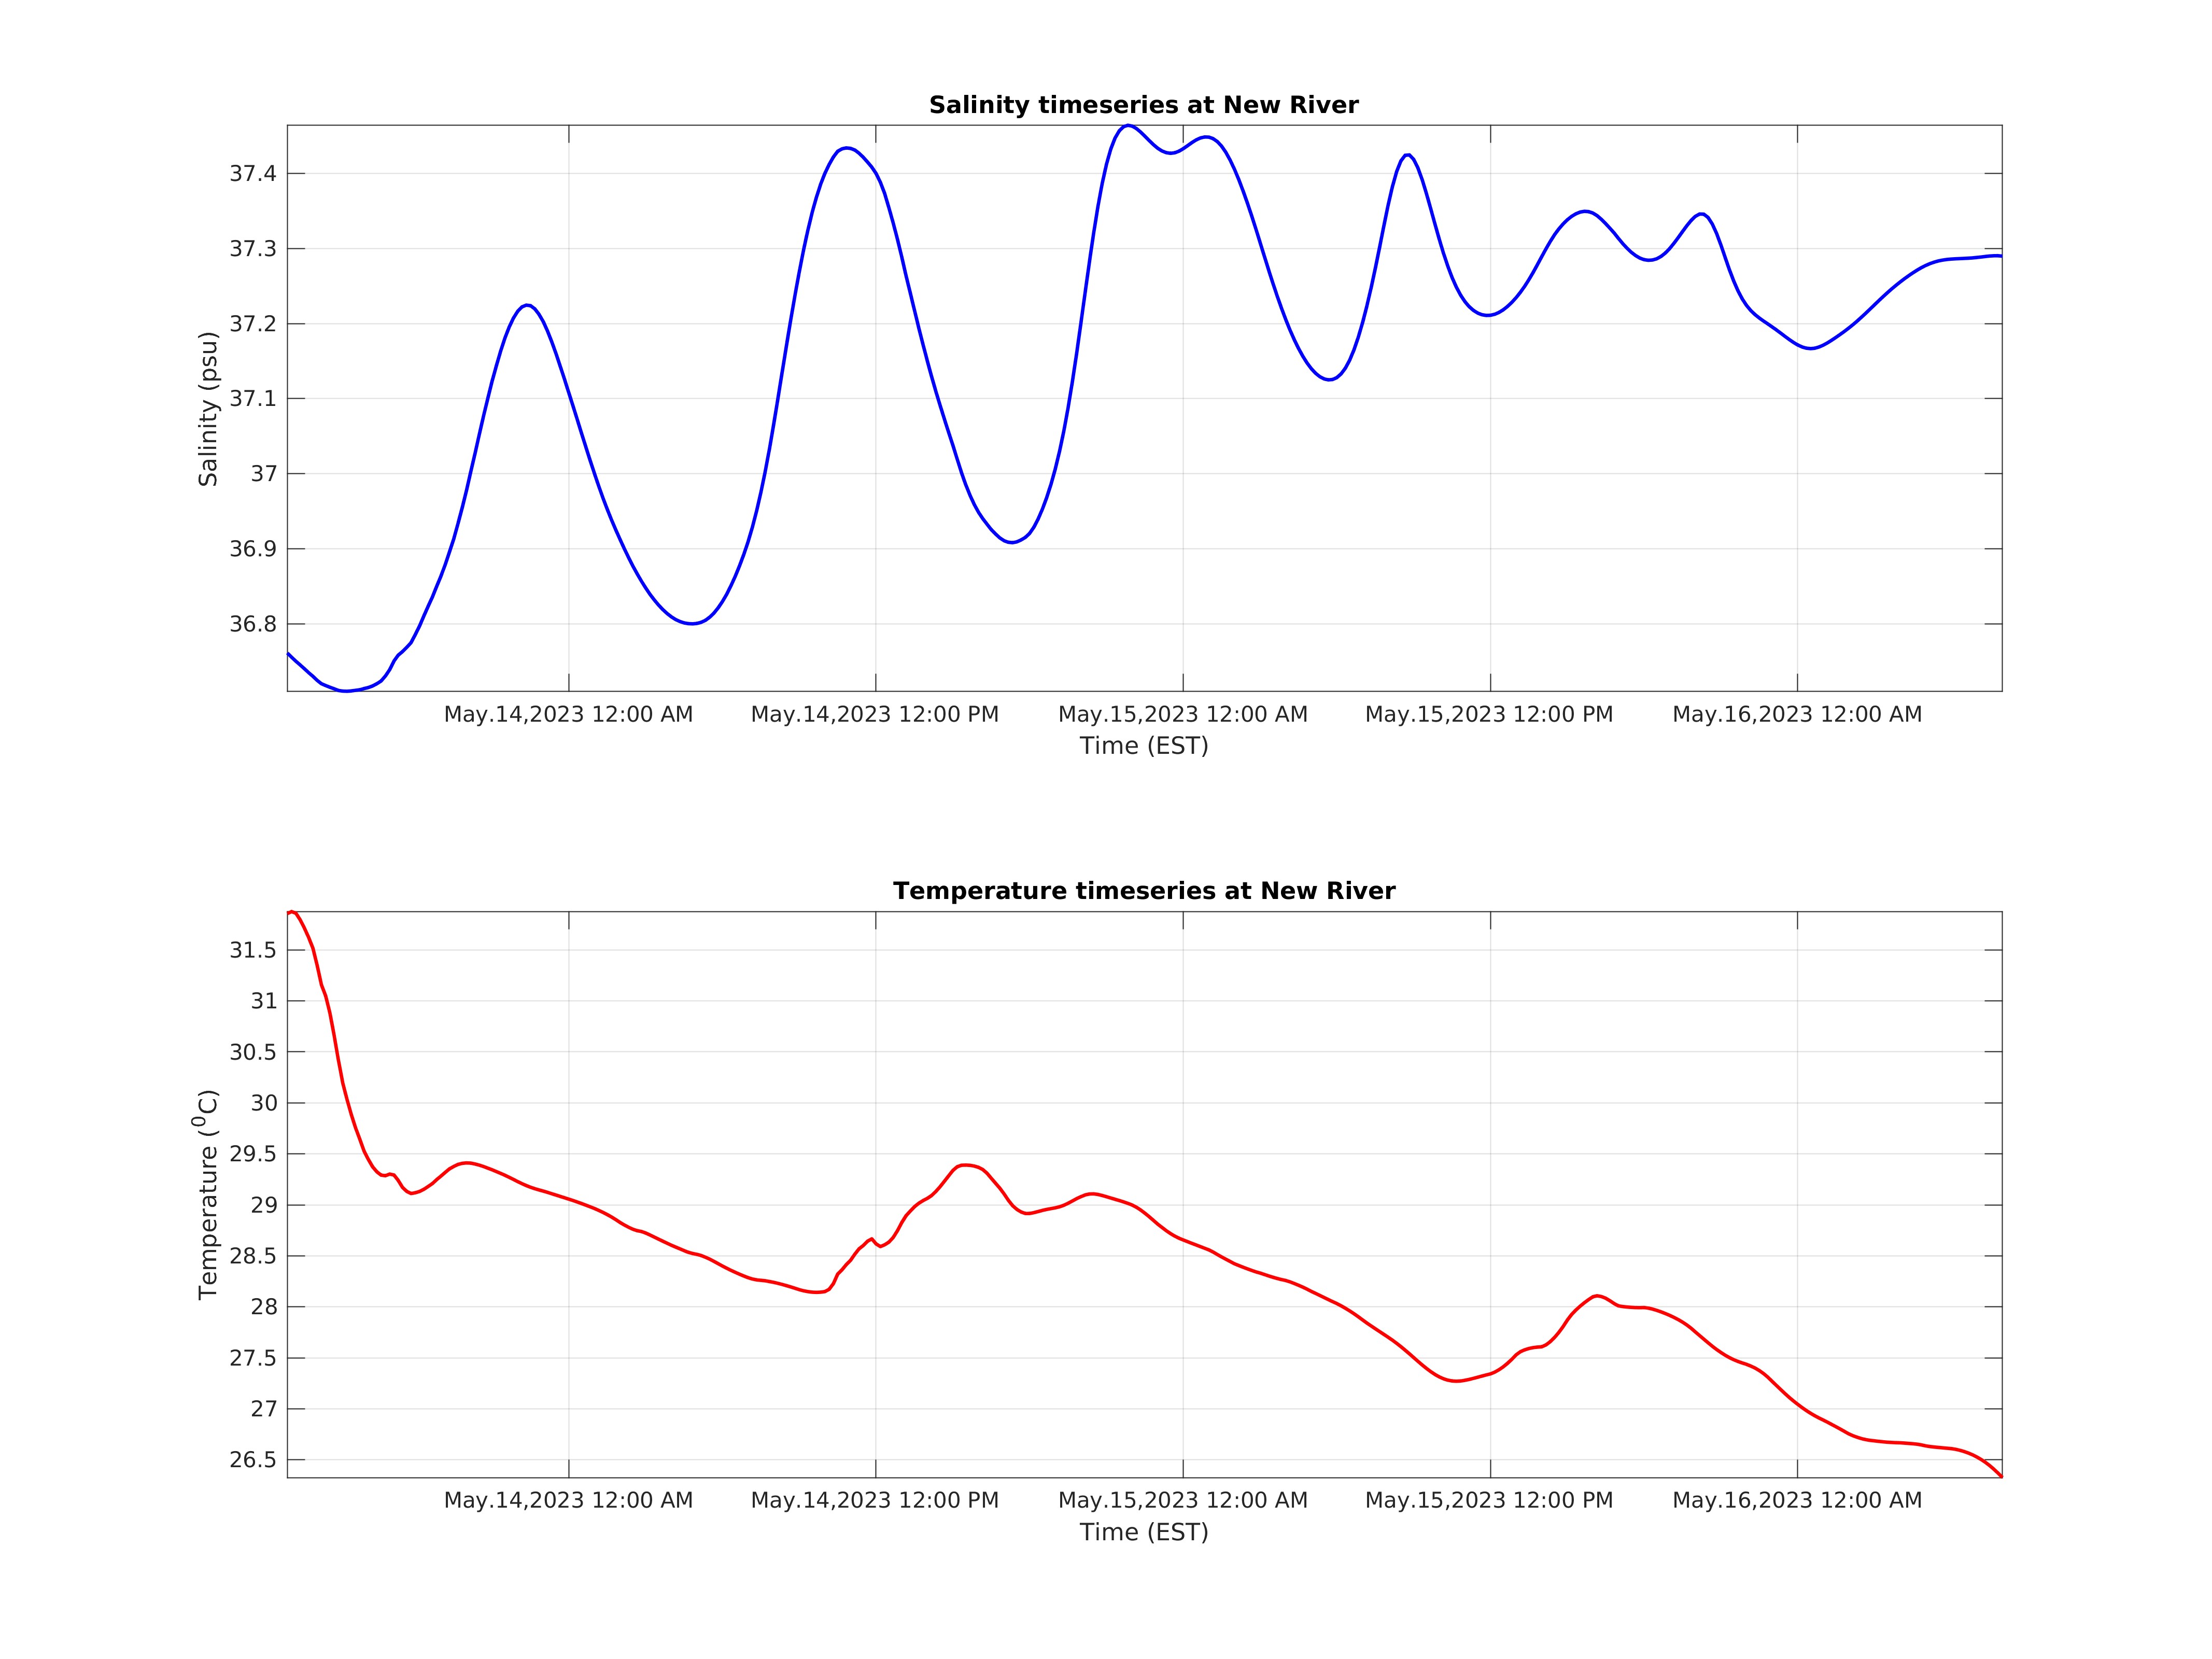 Salinity timeseries at New River
37.4
37.3
37.2
37.1
37
36.9
36.8
Salinity (psu)
May.14,2023 12:00 AM May.14,2023 12:00 PM May.15,2023 12:00 AM May.15,2023 12:00 PM May.16,2023 12:00 AM
Time (EST)
Temperature timeseries at New River
31.5
31
30.5
30
29.5
29
28.5
28
27.5
27
26.5
Temperature (⁰C)
May.14,2023 12:00 AM May.14,2023 12:00 PM May.15,2023 12:00 AM May.15,2023 12:00 PM May.16,2023 12:00 AM
Time (EST)